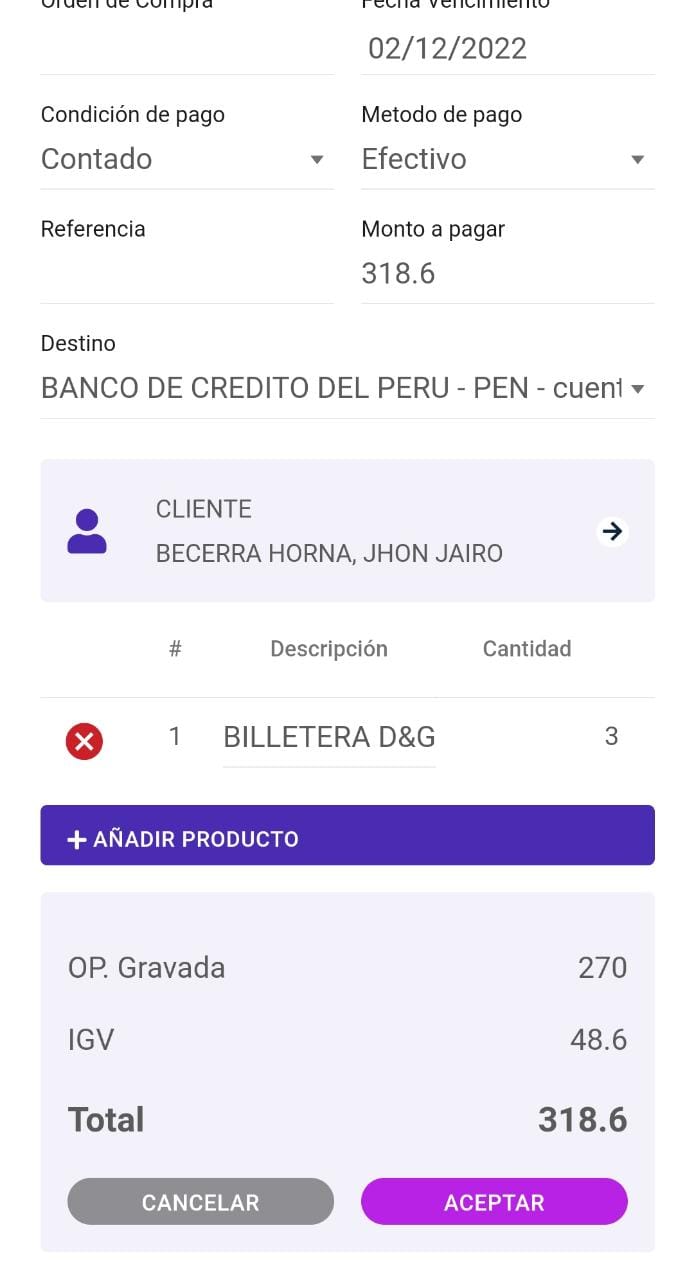 Orden de Compra
Fecha Vencimiento
02/12/2022
Condición de pago
Metodo de pago
Contado
Efectivo
Referencia
Monto a pagar
318.6
Destino
BANCO DE CREDITO DEL PERU - PEN - cuent
CLIENTE
BECERRA HORNA, JHON JAIRO
# Descripción Cantidad
1 BILLETERA D&G 3
+ AÑADIR PRODUCTO
OP. Gravada 270
IGV 48.6
Total 318.6
CANCELAR ACEPTAR